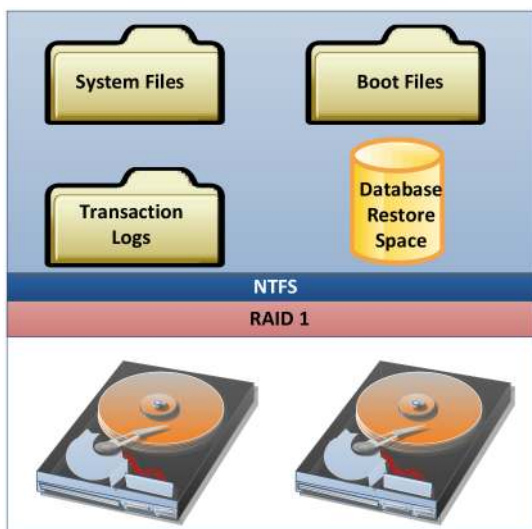 System Files
Boot Files
Transaction
Logs
Database
Restore
Space
NTFS
RAID 1